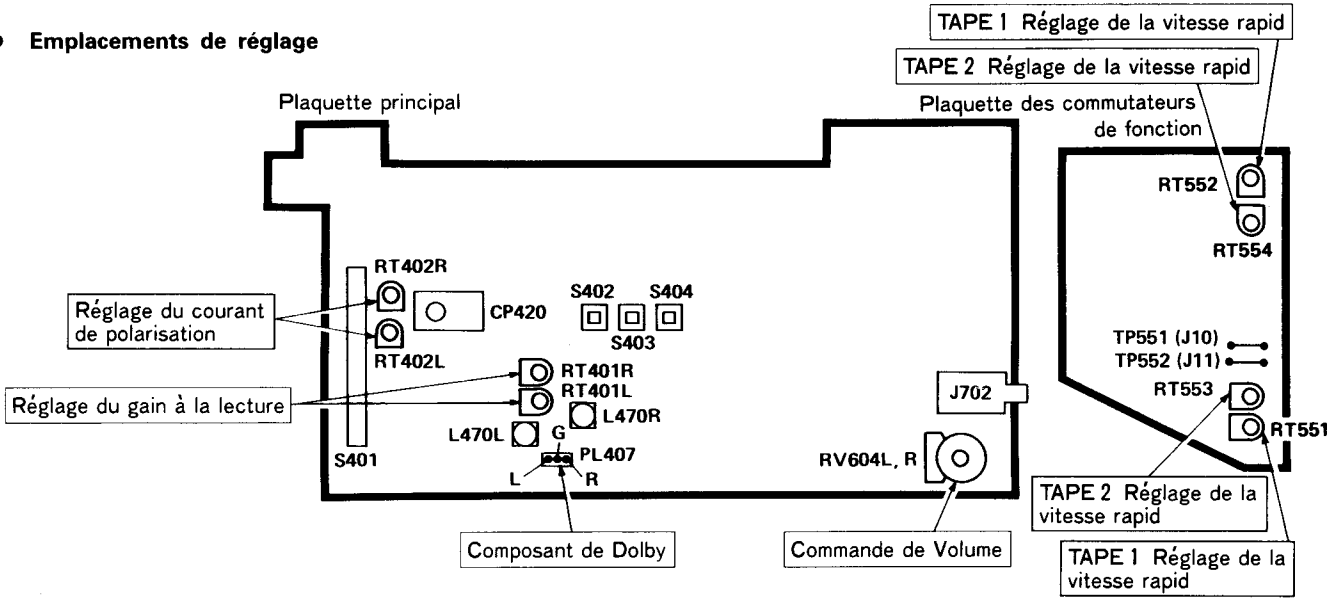 Emplacements de réglage
TAPE 1 Réglage de la vitesse rapid
TAPE 2 Réglage de la vitesse rapid
Plaquette principal
Plaquette des commutateurs
de fonction
RT552
RT554
RT402R
Réglage du courant
de polarisation
CP420
RT402L
S402
S404
S403
TP551 (J10)
TP552 (J11)
RT401R
RT401L
RT553
J702
Réglage du gain à la lecture
L470R
RT551
L470L
G
PL407
S401
RV604L, R
L
R
TAPE 2 Réglage de la
vitesse rapid
Composant de Dolby
Commande de Volume
TAPE 1 Réglage de la
vitesse rapid